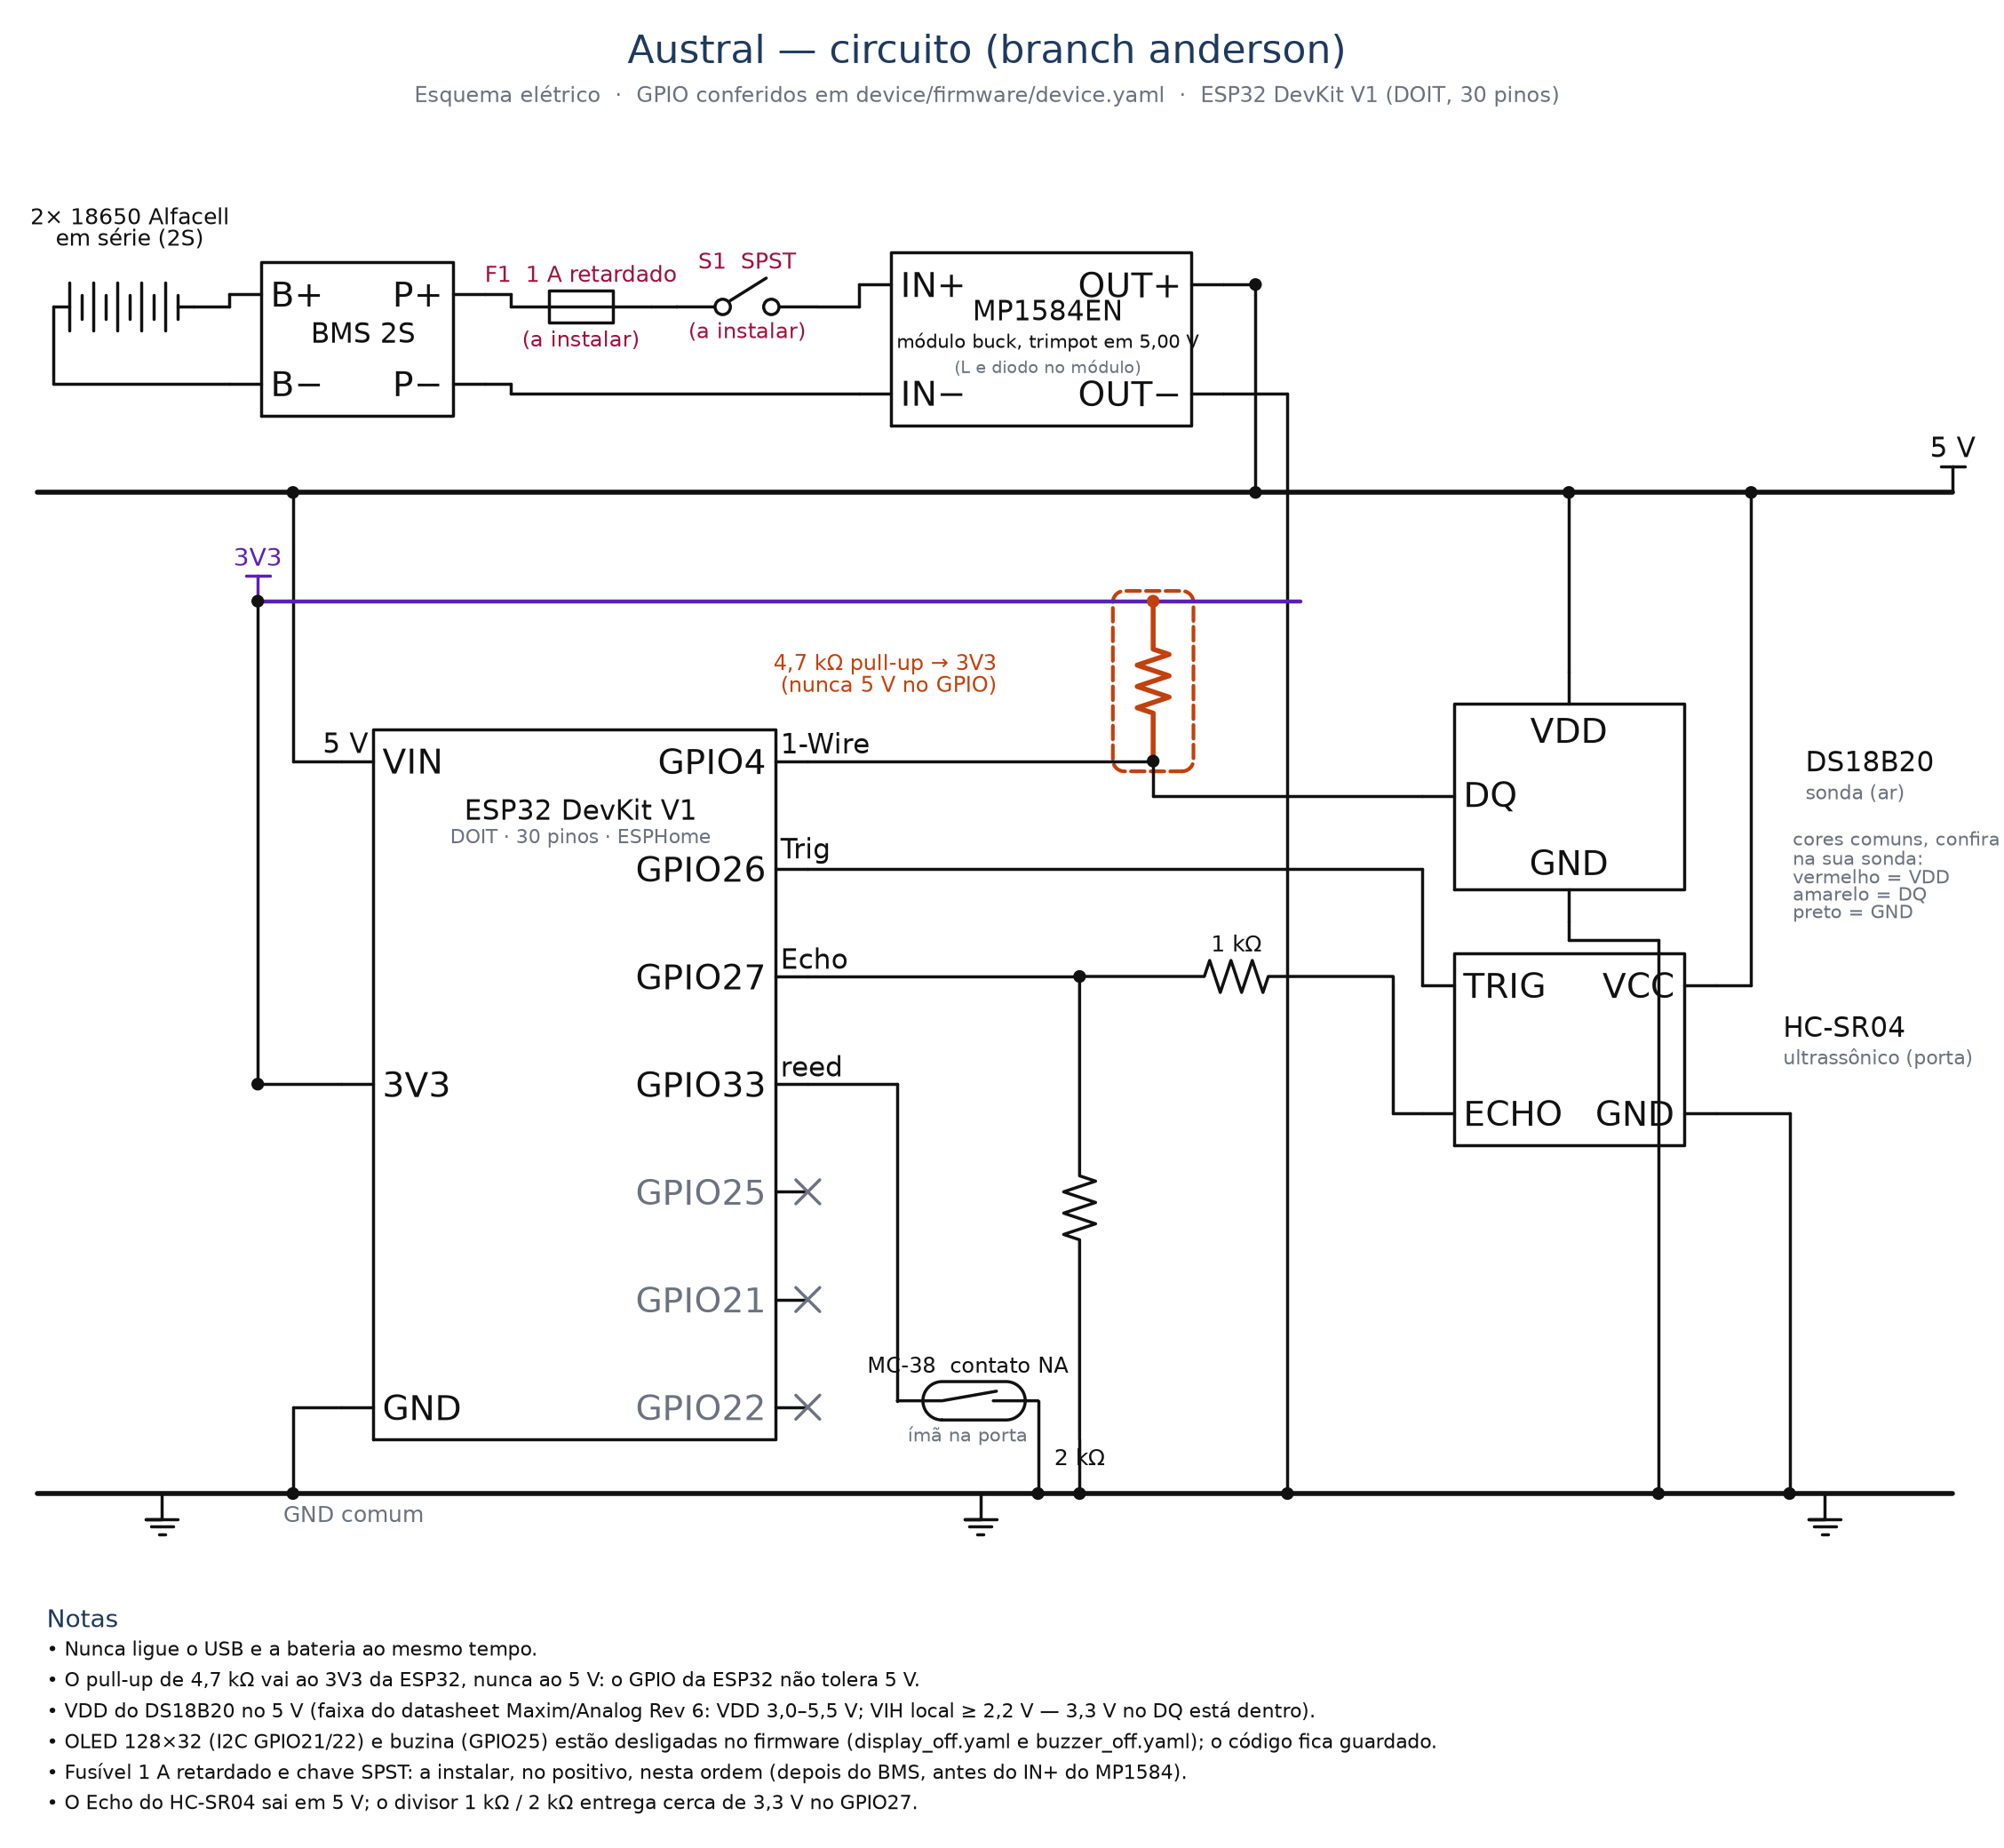 Austral — circuito (branch anderson)
Esquema elétrico · GPIO conferidos em device/firmware/device.yaml · ESP32 DevKit V1 (DOIT, 30 pinos)
2× 18650 Alfacell
em série (2S)
B+
P+
BMS 2S
B−
P−
F1 1 A retardado
(a instalar)
S1 SPST
(a instalar)
IN+
OUT+
MP1584EN
módulo buck, trimpot em 5,00 V
(L e diodo no módulo)
IN−
OUT−
5 V
3V3
4,7 kΩ pull-up → 3V3
(nunca 5 V no GPIO)
5 V
VIN
GPIO4
1-Wire
ESP32 DevKit V1
DOIT · 30 pinos · ESPHome
GPIO26
Trig
GPIO27
Echo
3V3
GPIO33
reed
GPIO25
GPIO21
GND
GPIO22
1 kΩ
MC-38 contato NA
ímã na porta
2 kΩ
VDD
DQ
GND
DS18B20
sonda (ar)
cores comuns, confira
na sua sonda:
vermelho = VDD
amarelo = DQ
preto = GND
TRIG
VCC
ECHO
GND
HC-SR04
ultrassônico (porta)
GND comum
Notas
• Nunca ligue o USB e a bateria ao mesmo tempo.
• O pull-up de 4,7 kΩ vai ao 3V3 da ESP32, nunca ao 5 V: o GPIO da ESP32 não tolera 5 V.
• VDD do DS18B20 no 5 V (faixa do datasheet Maxim/Analog Rev 6: VDD 3,0–5,5 V; VIH local ≥ 2,2 V — 3,3 V no DQ está dentro).
• OLED 128×32 (I2C GPIO21/22) e buzina (GPIO25) estão desligadas no firmware (display_off.yaml e buzzer_off.yaml); o código fica guardado.
• Fusível 1 A retardado e chave SPST: a instalar, no positivo, nesta ordem (depois do BMS, antes do IN+ do MP1584).
• O Echo do HC-SR04 sai em 5 V; o divisor 1 kΩ / 2 kΩ entrega cerca de 3,3 V no GPIO27.